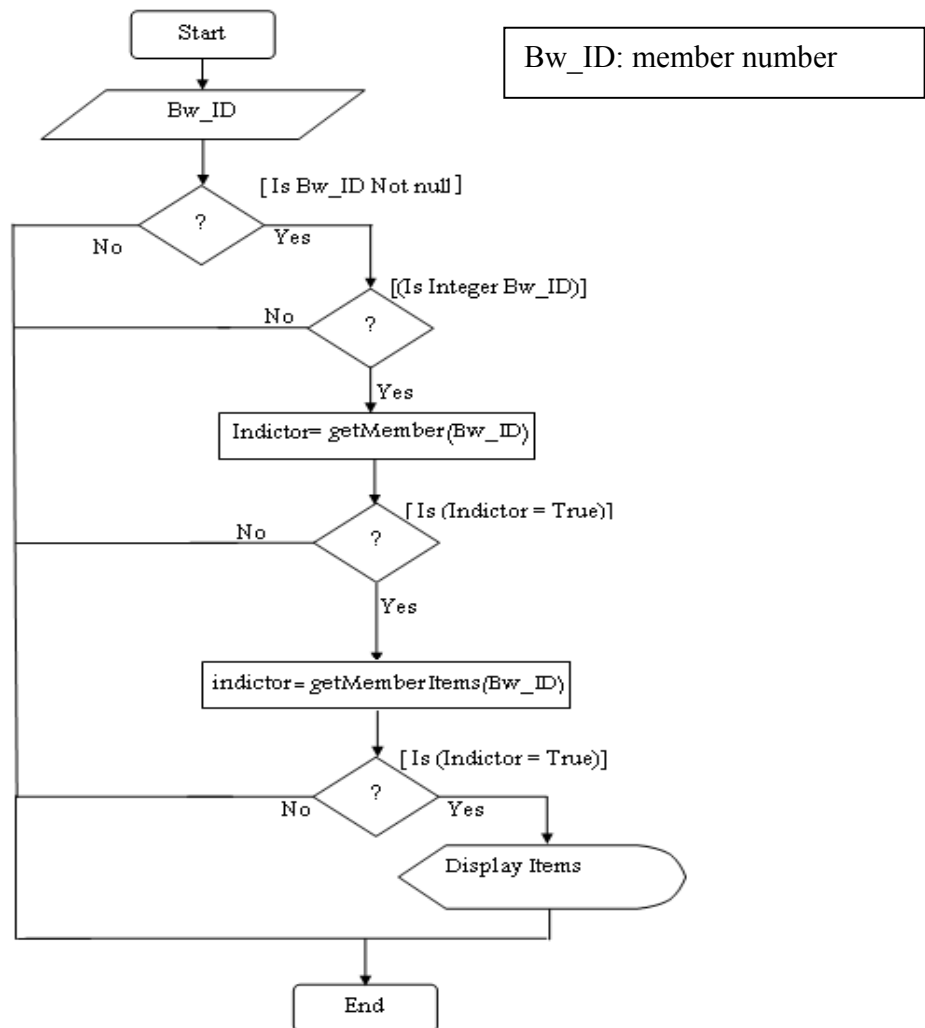 Start
Bw_ID: member number
Bw_ID
[ Is Bw_ID Not null]
?
No
Yes
[(Is Integer Bw_ID)]
No
?
Yes
Indictor= getMember(Bw_ID)
[ Is (Indictor = True)]
No
?
Yes
indictor= getMemberItems(Bw_ID)
[ Is (Indictor = True)]
?
No
Yes
Display Items
End